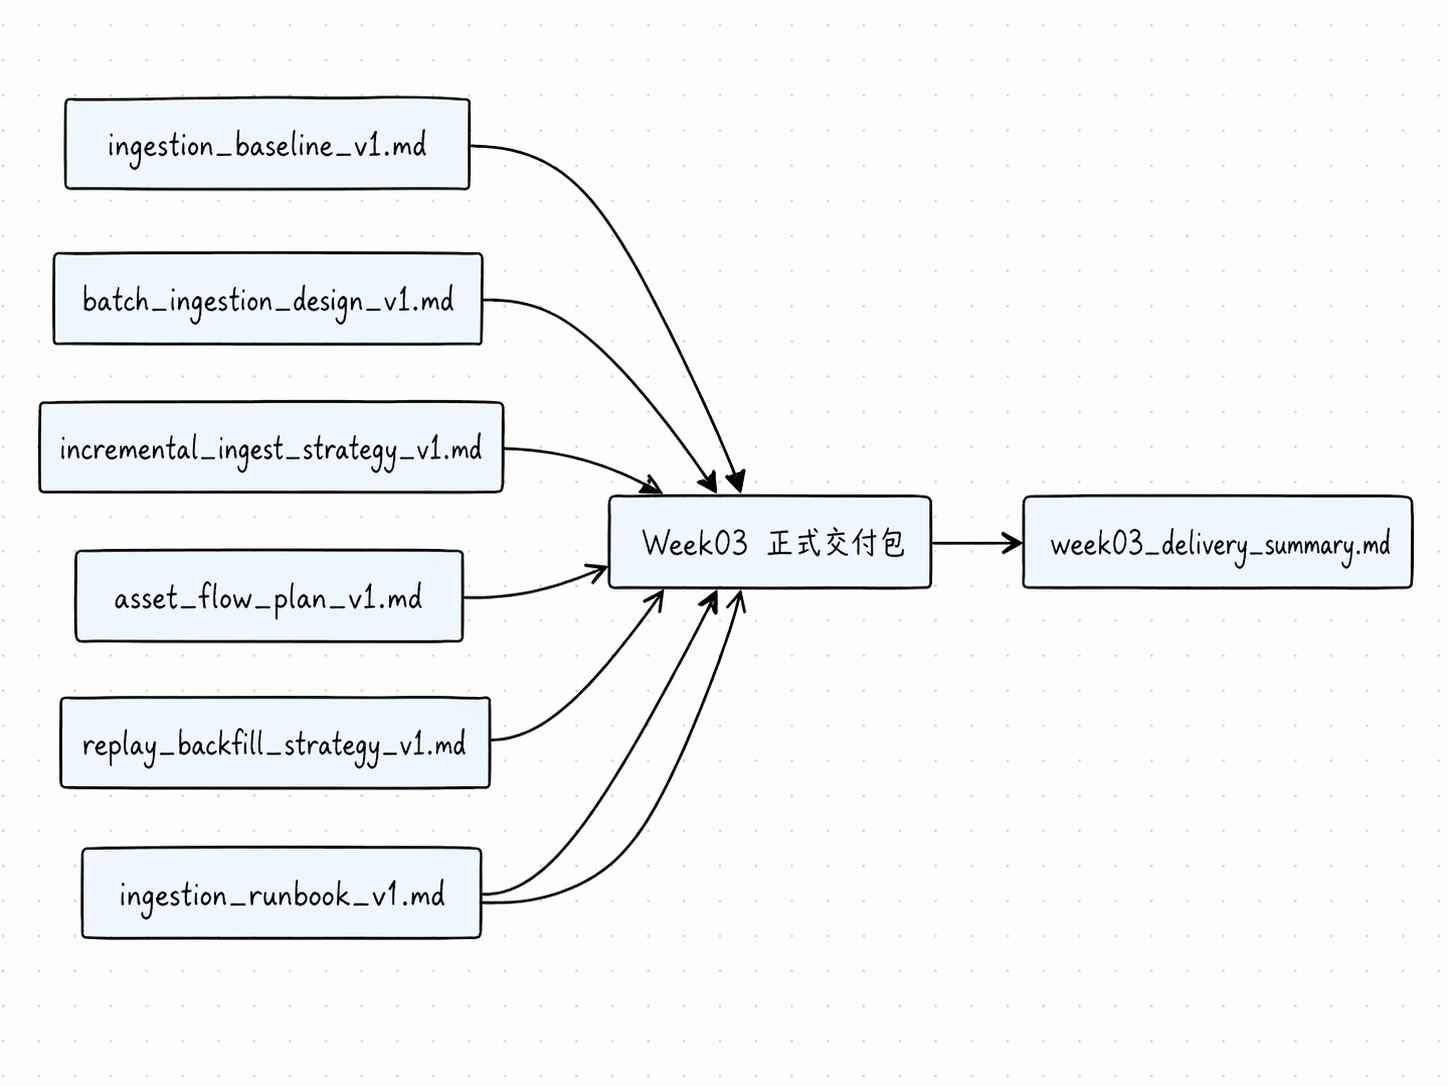 ingestion_baseline_v1.md
batch_ingestion_design_v1.md
incremental_ingest_strategy_v1.md
asset_flow_plan_v1.md
replay_backfill_strategy_v1.md
ingestion_runbook_v1.md
Week03 正式交付包
week03_delivery_summary.md